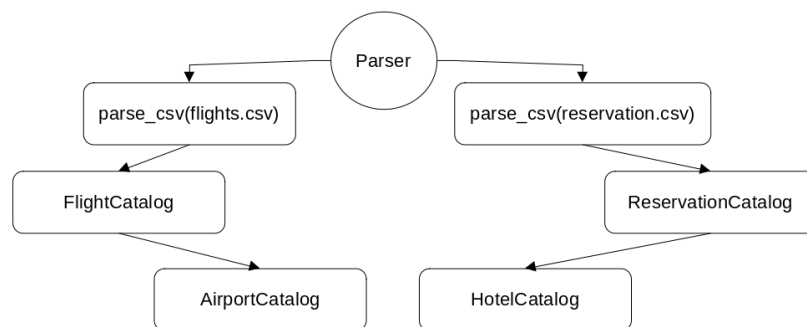 Parser
parse_csv(flights.csv)
parse_csv(reservation.csv)
FlightCatalog
ReservationCatalog
AirportCatalog
HotelCatalog